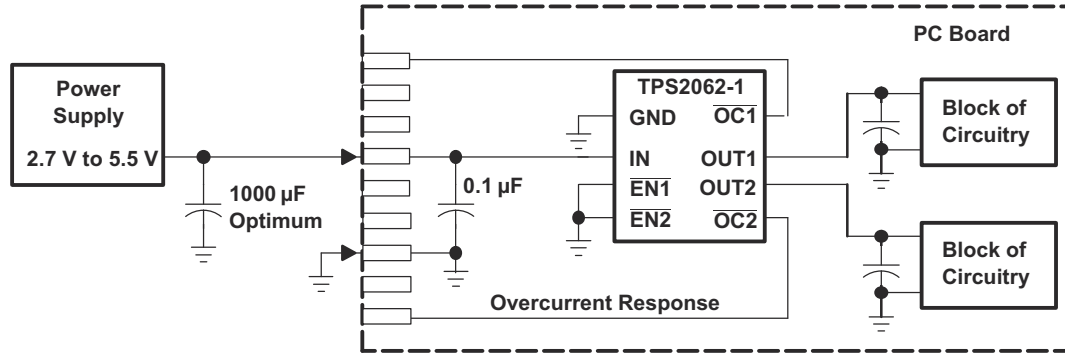 PC Board
Power
Supply
2.7 V to 5.5 V
1000 µF
Optimum
0.1 µF
TPS2062-1
GND
IN
EN1
EN2
OC1
OUT1
OUT2
OC2
Overcurrent Response
Block of
Circuitry
Block of
Circuitry